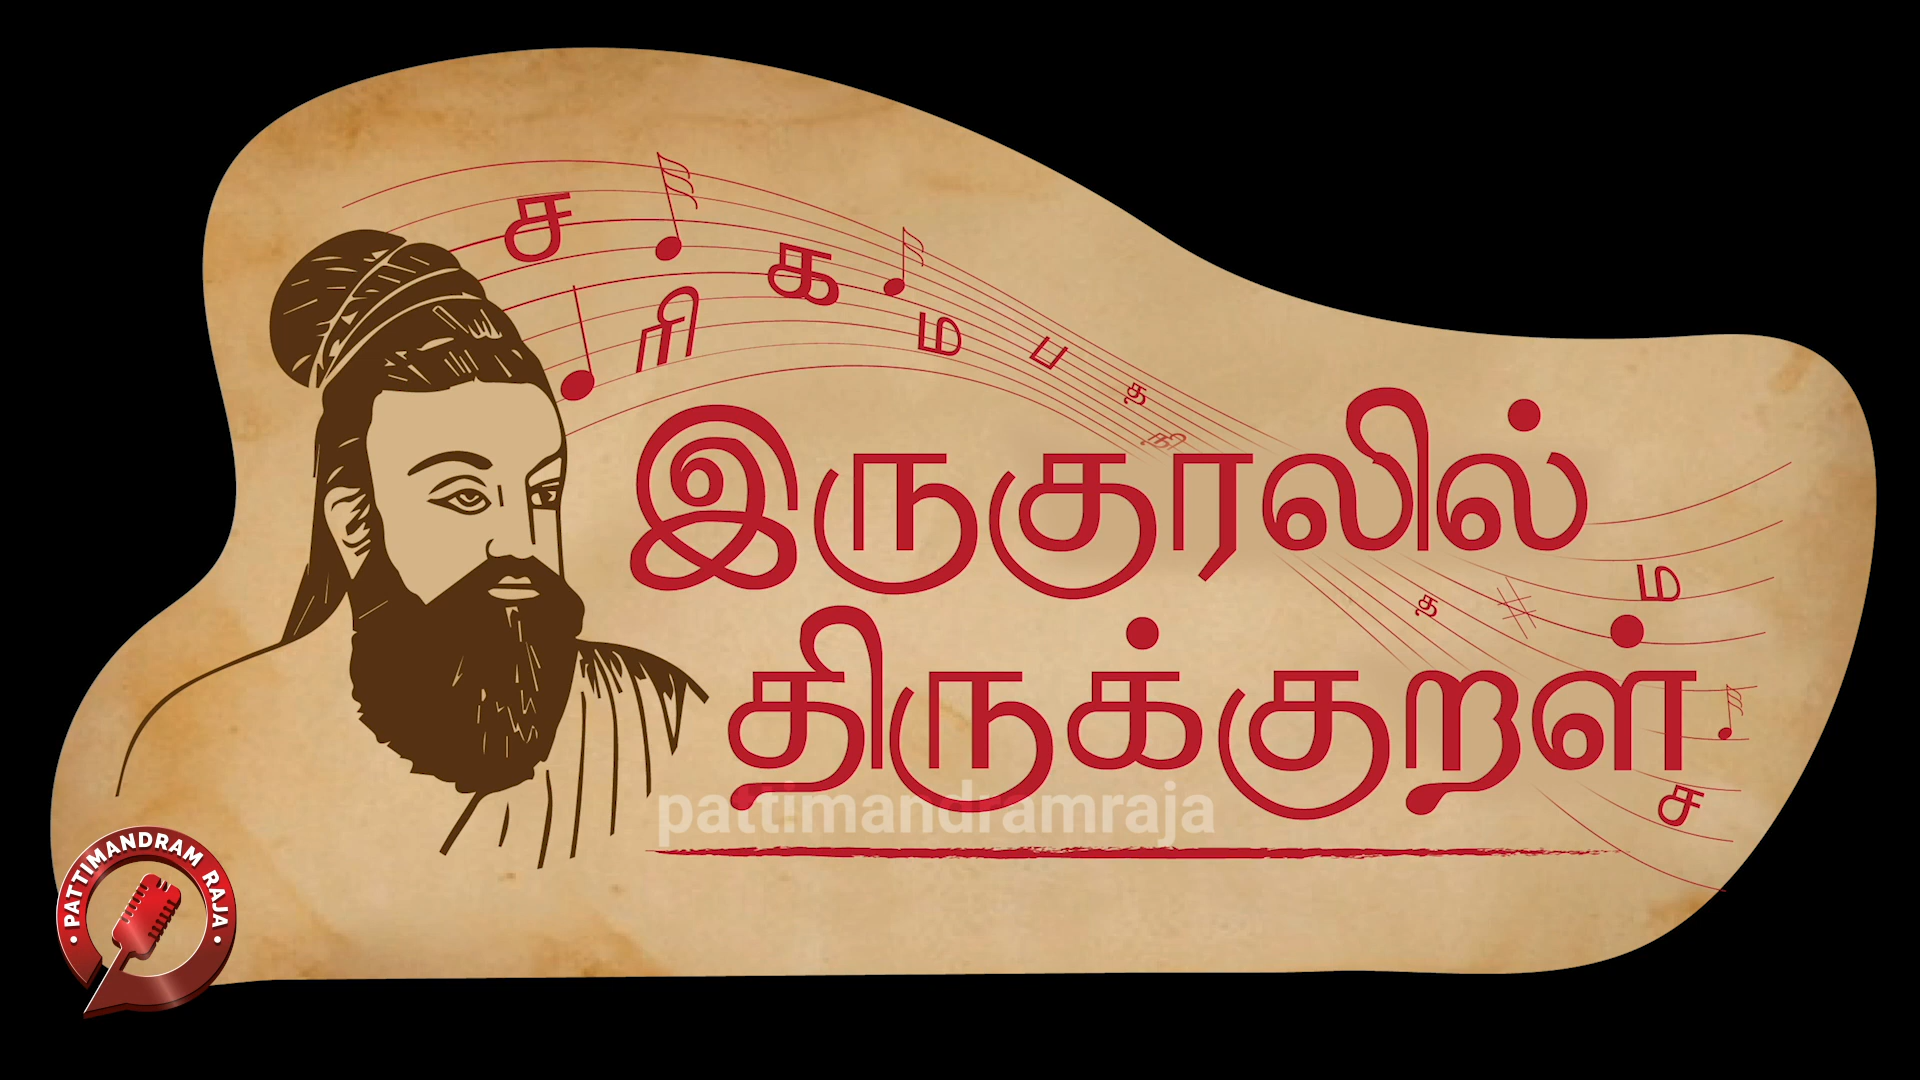 ச
ரி
க
ம
ப
த
நி
இருகுரலில்
த
ம
திருக்குறள்
ச
pattimandramraja
PATTIMANDRAM RAJA